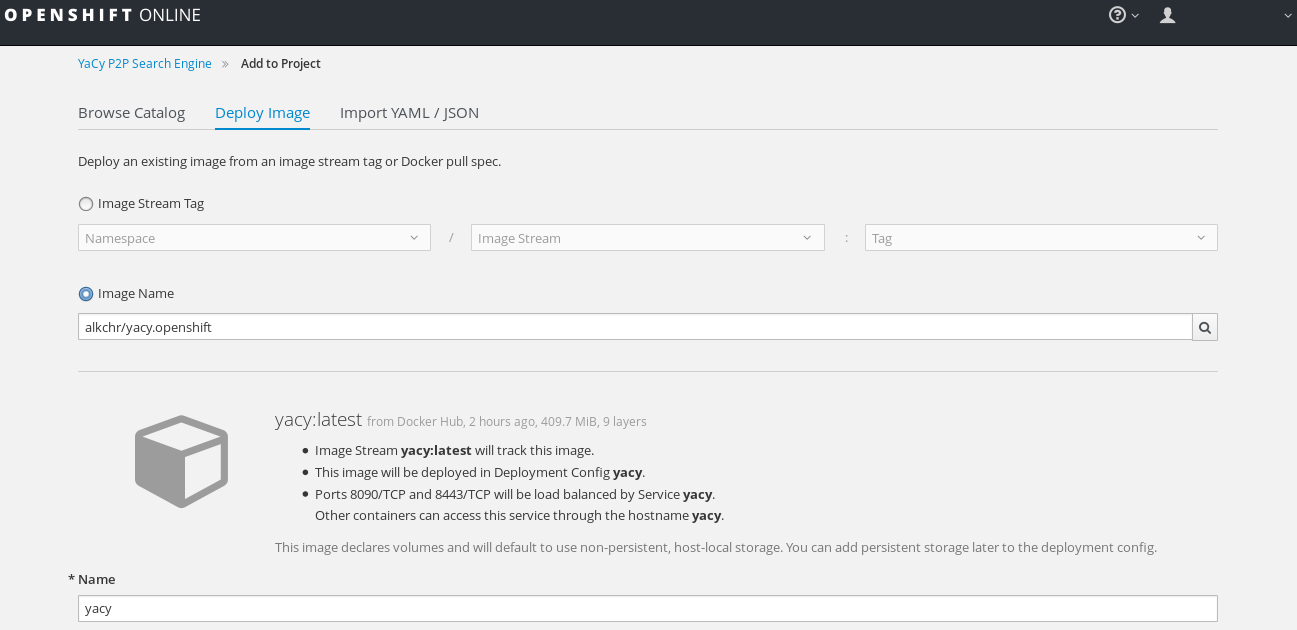 OPENSHIFT ONLINE
YaCy P2P Search Engine » Add to Project
Browse Catalog Deploy Image Import YAML / JSON
Deploy an existing image from an image stream tag or Docker pull spec.
Image Stream Tag
Namespace / Image Stream : Tag
Image Name
alkchr/yacy.openshift
yacy:latest from Docker Hub, 2 hours ago, 409.7 MiB, 9 layers
• Image Stream yacy:latest will track this image.
• This image will be deployed in Deployment Config yacy.
• Ports 8090/TCP and 8443/TCP will be load balanced by Service yacy.
Other containers can access this service through the hostname yacy.
This image declares volumes and will default to use non-persistent, host-local storage. You can add persistent storage later to the deployment config.
* Name
yacy